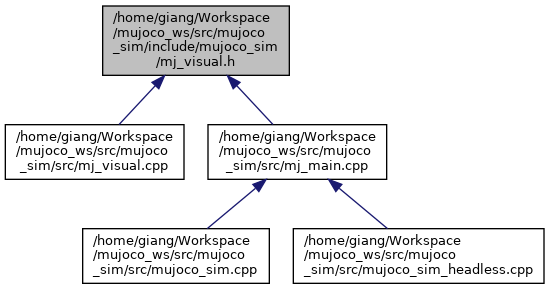 /home/giang/Workspace
/mujoco_ws/src/mujoco
_sim/include/mujoco_sim
/mj_visual.h
/home/giang/Workspace
/mujoco_ws/src/mujoco
_sim/src/mj_visual.cpp
/home/giang/Workspace
/mujoco_ws/src/mujoco
_sim/src/mj_main.cpp
/home/giang/Workspace
/mujoco_ws/src/mujoco
_sim/src/mujoco_sim.cpp
/home/giang/Workspace
/mujoco_ws/src/mujoco
_sim/src/mujoco_sim_headless.cpp